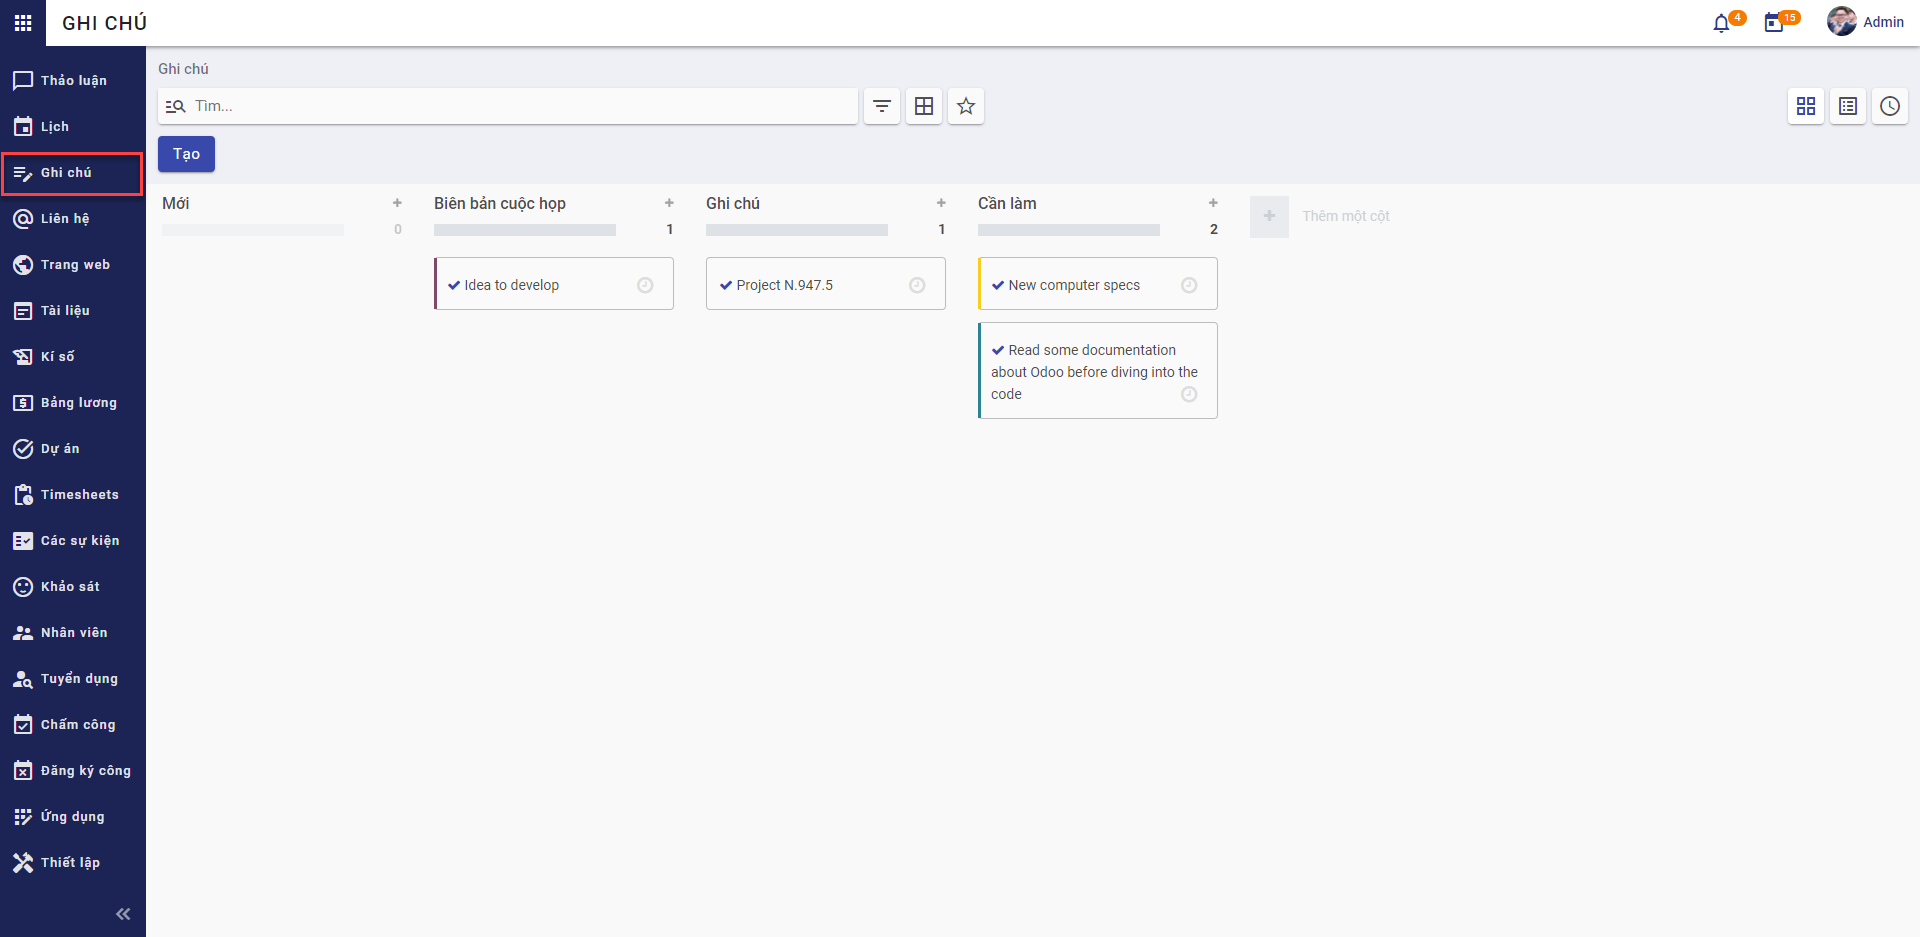 GHI CHÚ
4
15
Admin
Thảo luận
Lịch
Ghi chú
Liên hệ
Trang web
Tài liệu
Kí số
Bảng lương
Dự án
Timesheets
Các sự kiện
Khảo sát
Nhân viên
Tuyển dụng
Chấm công
Đăng ký công
Ứng dụng
Thiết lập
Ghi chú
Tìm...
Tạo
Mới
0
Biên bản cuộc họp
1
Idea to develop
Ghi chú
1
Project N.947.5
Cần làm
2
New computer specs
Read some documentation
about Odoo before diving into the
code
Thêm một cột